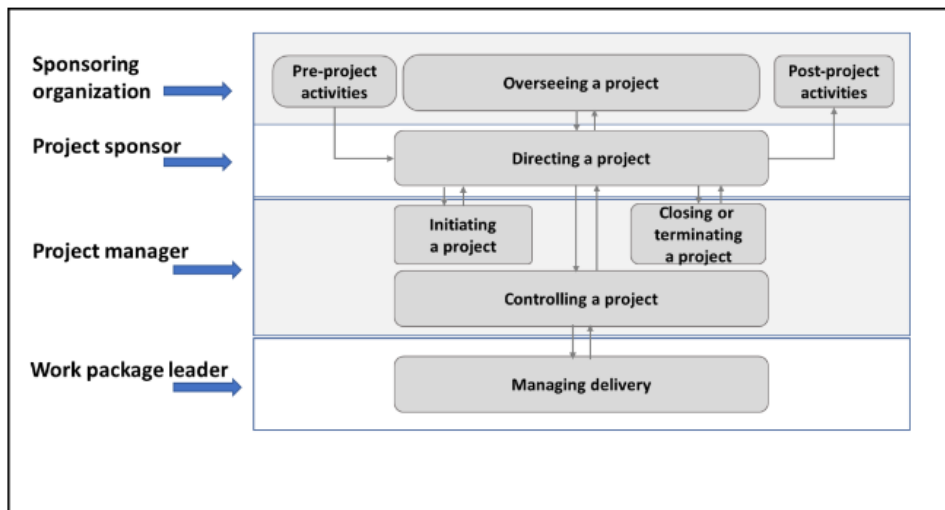 Sponsoring
organization
Pre-project
activities
Overseeing a project
Post-project
activities
Project sponsor
Directing a project
Project manager
Initiating
a project
Closing or
terminating
a project
Controlling a project
Work package leader
Managing delivery